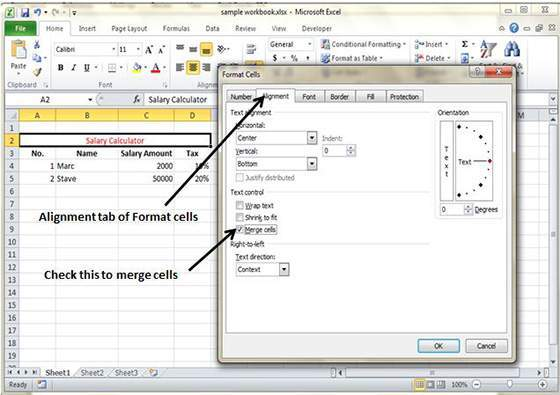 sample workbook.xlsx - Microsoft Excel
File Home Insert Page Layout Formulas Data Review View Developer
Paste
Calibri 11
General
Conditional Formatting
Insert
Format as Table
Delete
Clipboard Font
A2 fx Salary Calculator
A B C D
1
2 Salary Calculator
3 No. Name Salary Amount Tax
4 1 Marc 2000
5 2 Stave 50000 20%
6
7
8
9
10
11
12
13
14
15
16
17
18
19
Format Cells
Number Alignment Font Border Fill Protection
Text alignment
Horizontal:
Center Indent:
Vertical: 0
Bottom
Justify distributed
Text control
Wrap text
Shrink to fit
Merge cells
Right-to-left
Text direction:
Context
Orientation
Text
Text
0 Degrees
OK Cancel
Alignment tab of Format cells
Check this to merge cells
Sheet1 Sheet2 Sheet3
Ready 100%